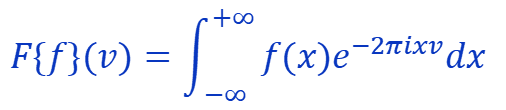 F{f}(v) = ∫_{-∞}^{+∞} f(x)e^{-2πixv}dx